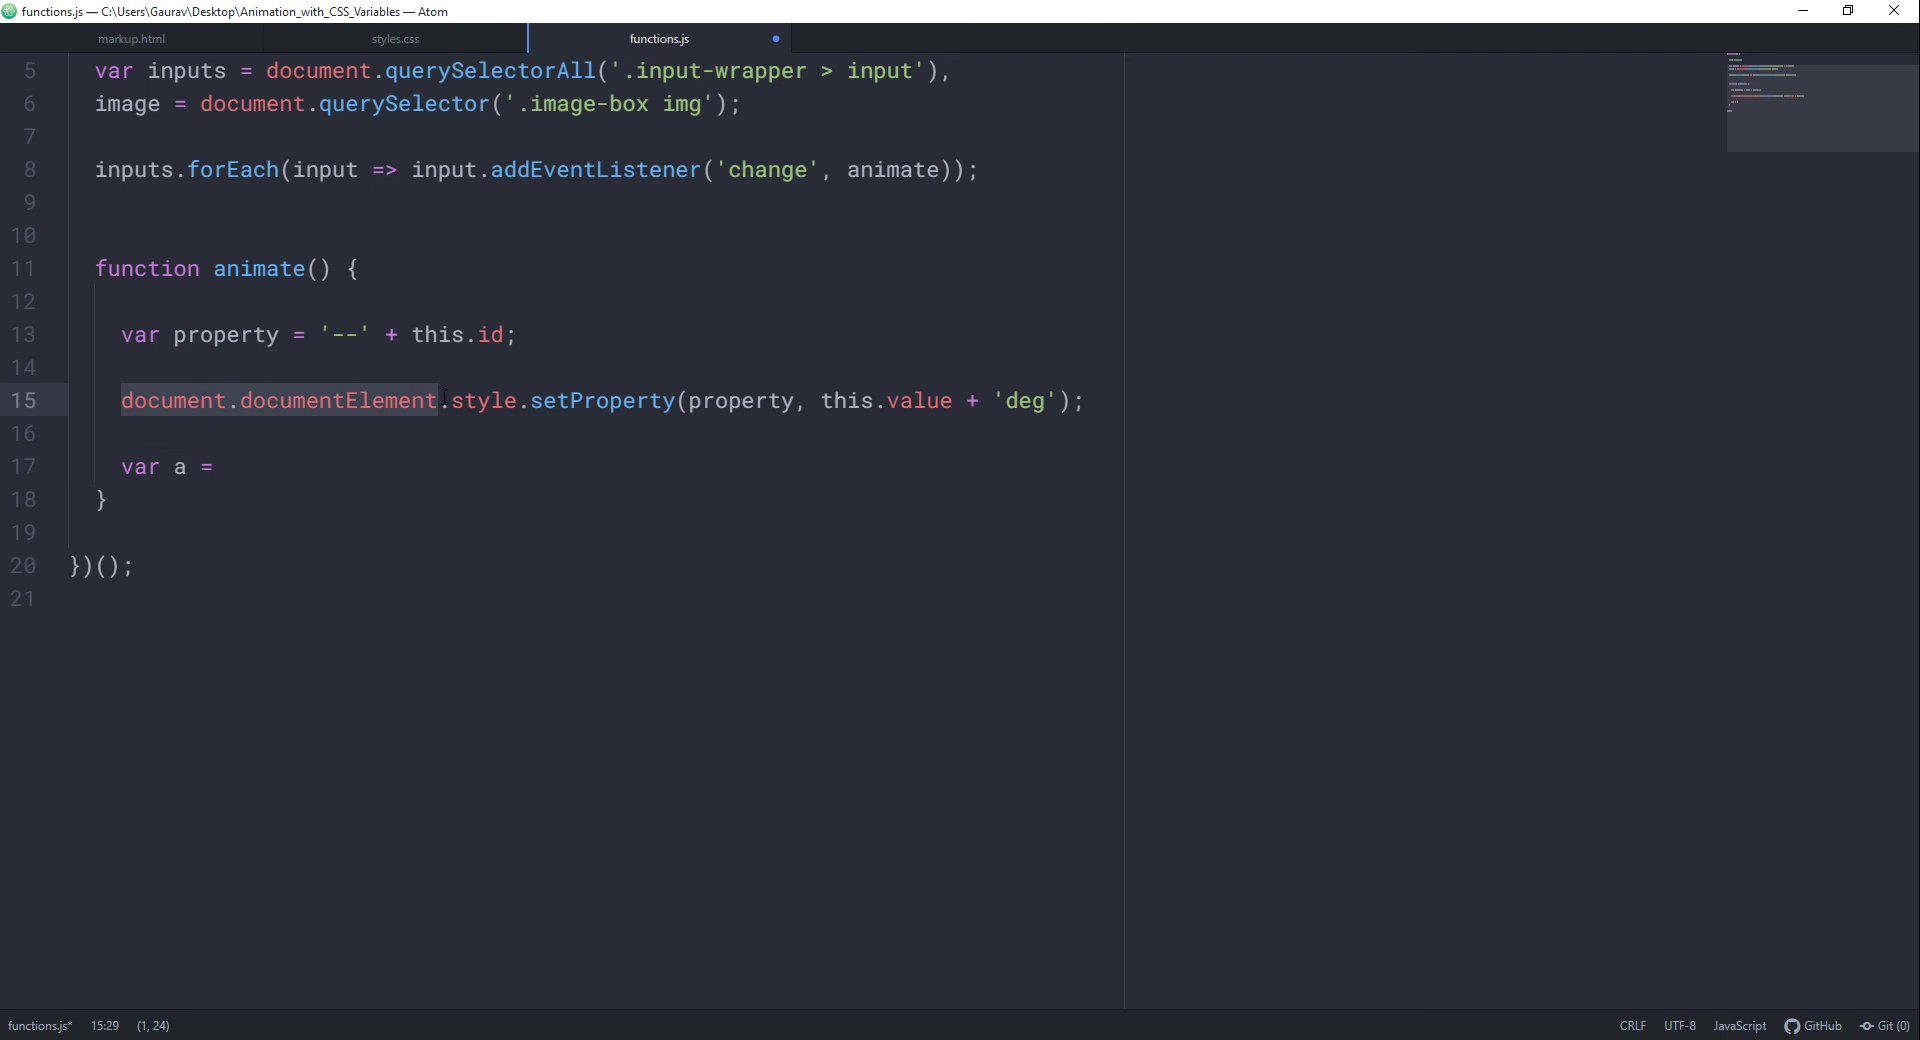 functions.js — C:\Users\Gaurav\Desktop\Animation_with_CSS_Variables — Atom
markup.html styles.css functions.js
5 var inputs = document.querySelectorAll('.input-wrapper > input'),
6 image = document.querySelector('.image-box img');
7
8 inputs.forEach(input => input.addEventListener('change', animate));
9
10
11 function animate() {
12
13 var property = '--' + this.id;
14
15 document.documentElement.style.setProperty(property, this.value + 'deg');
16
17 var a =
18 }
19
20 })();
21
functions.js* 15:29 (1, 24) CRLF UTF-8 JavaScript GitHub Git (0)